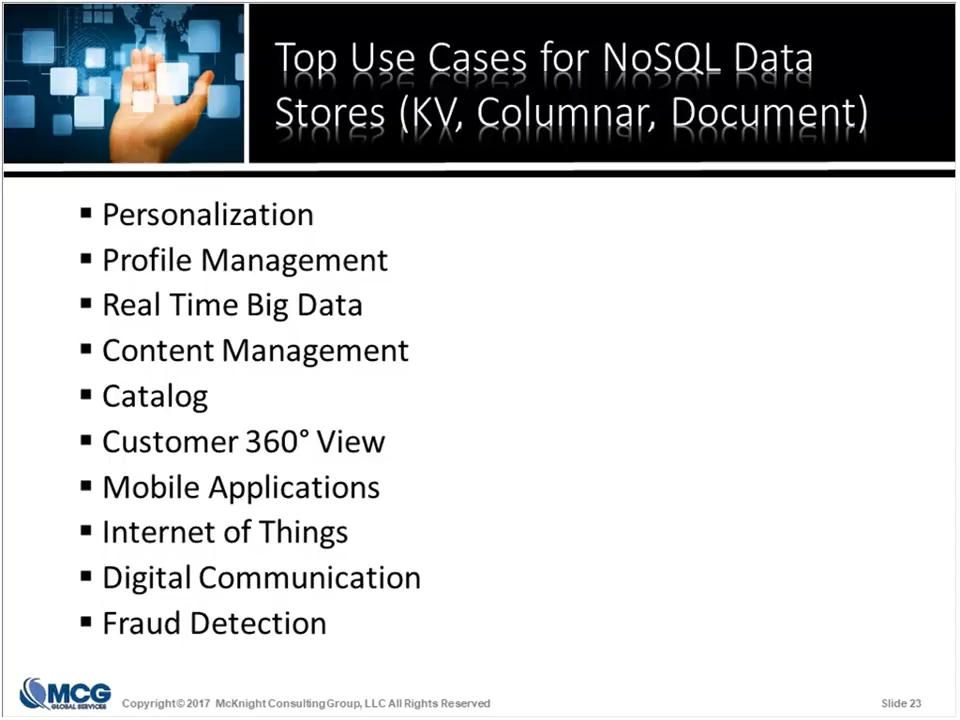 Top Use Cases for NoSQL Data
Stores (KV, Columnar, Document)
▪ Personalization
▪ Profile Management
▪ Real Time Big Data
▪ Content Management
▪ Catalog
▪ Customer 360° View
▪ Mobile Applications
▪ Internet of Things
▪ Digital Communication
▪ Fraud Detection
MCG
GLOBAL SERVICES
Copyright© 2017 McKnight Consulting Group, LLC All Rights Reserved
Slide 23